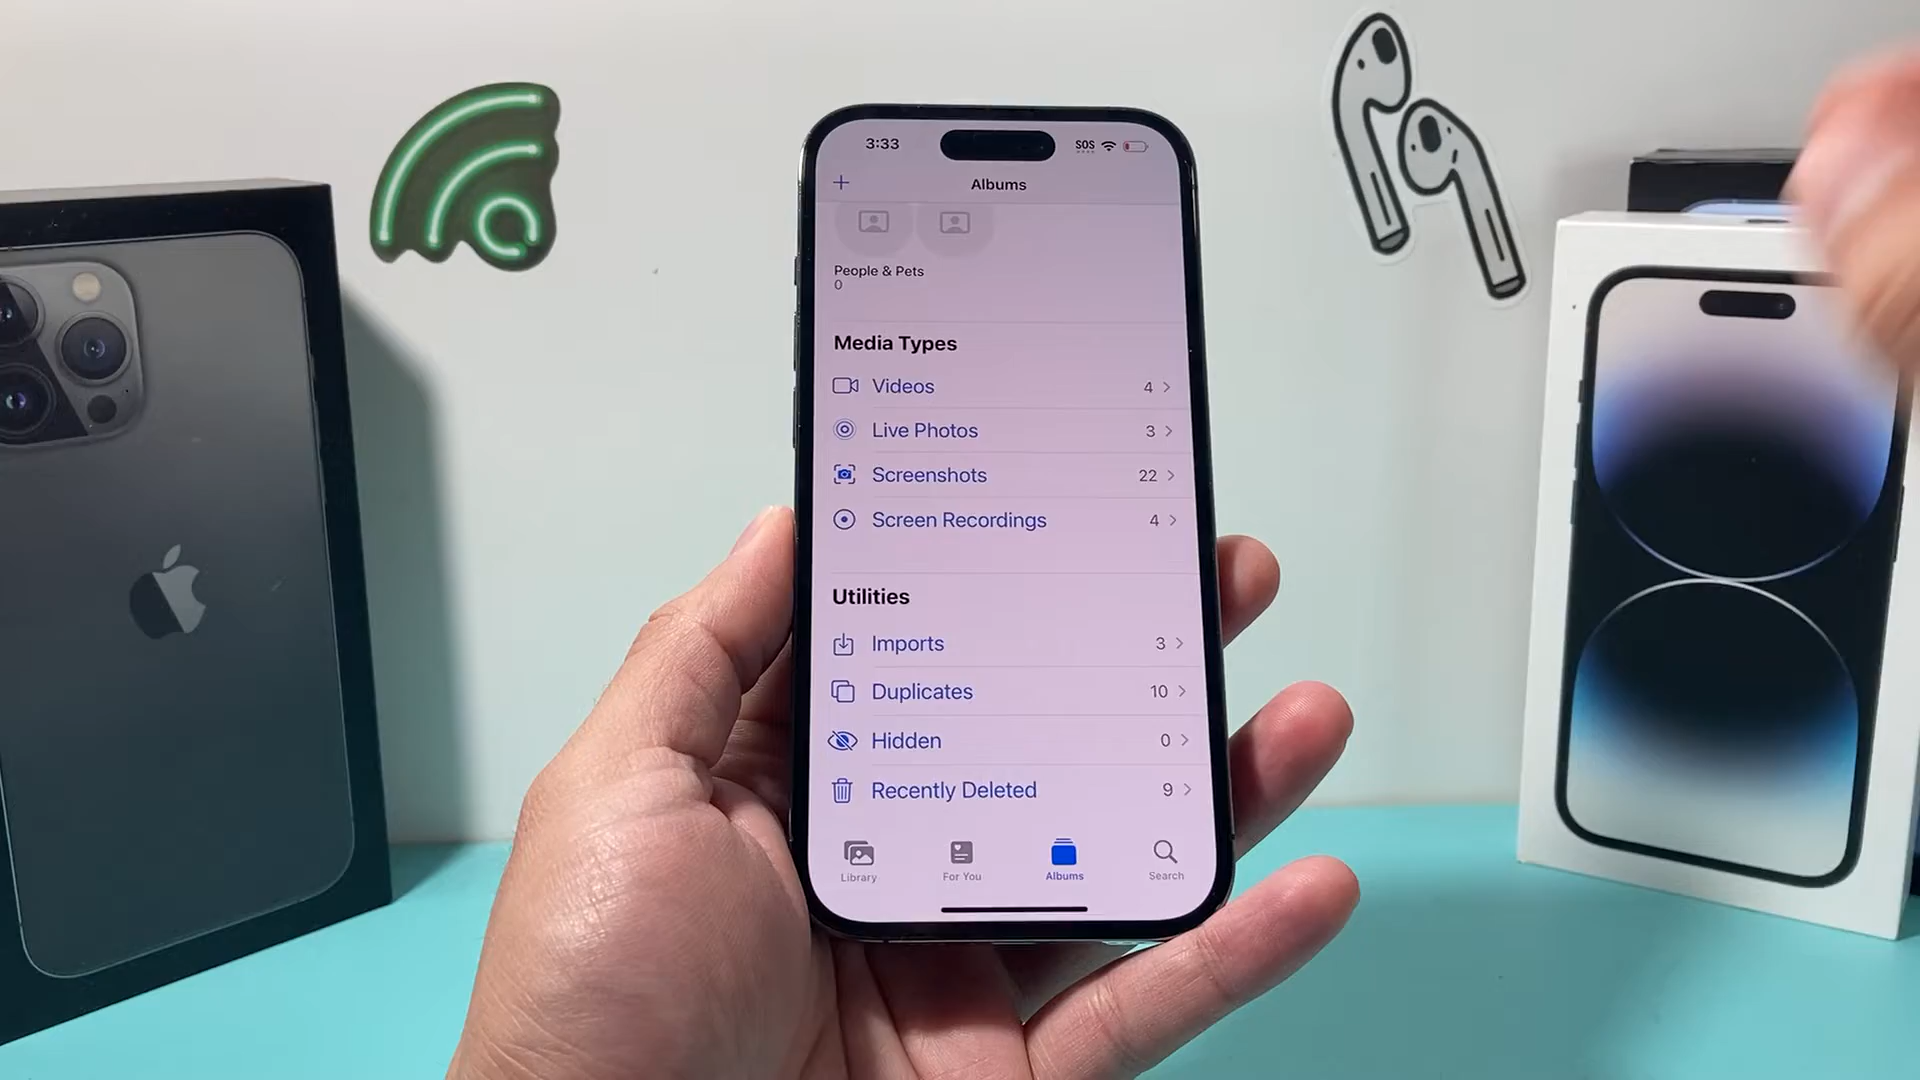 3:33
SOS
Albums
People & Pets
0
Media Types
Videos 4
Live Photos 3
Screenshots 22
Screen Recordings 4
Utilities
Imports 3
Duplicates 10
Hidden 0
Recently Deleted 9
Library For You Albums Search